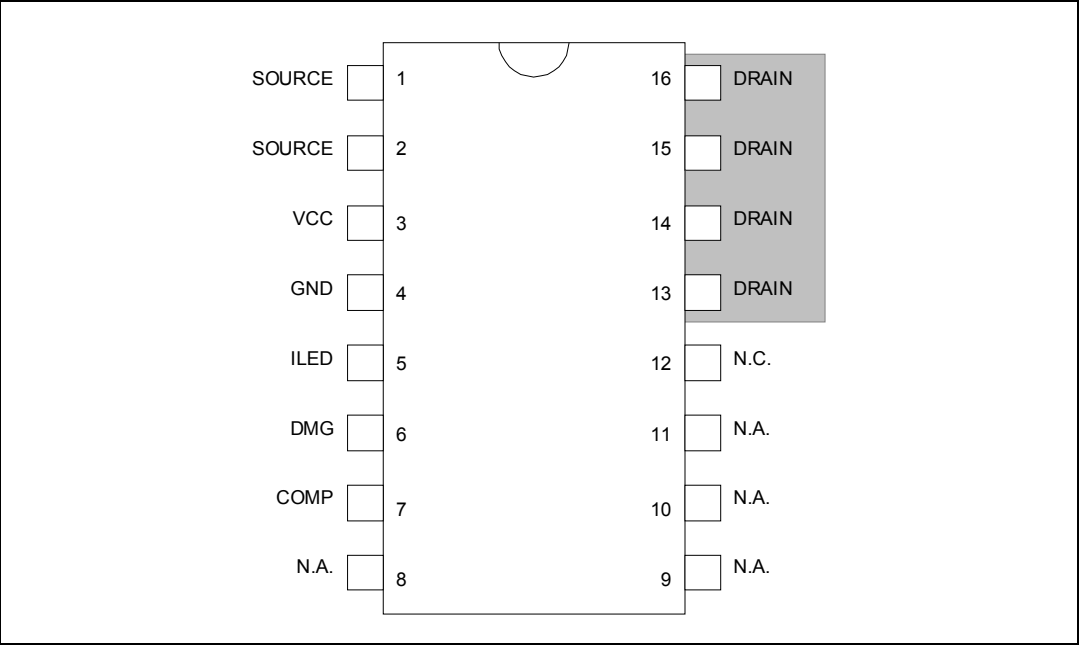 SOURCE 1 16 DRAIN
SOURCE 2 15 DRAIN
VCC 3 14 DRAIN
GND 4 13 DRAIN
ILED 5 12 N.C.
DMG 6 11 N.A.
COMP 7 10 N.A.
N.A. 8 9 N.A.